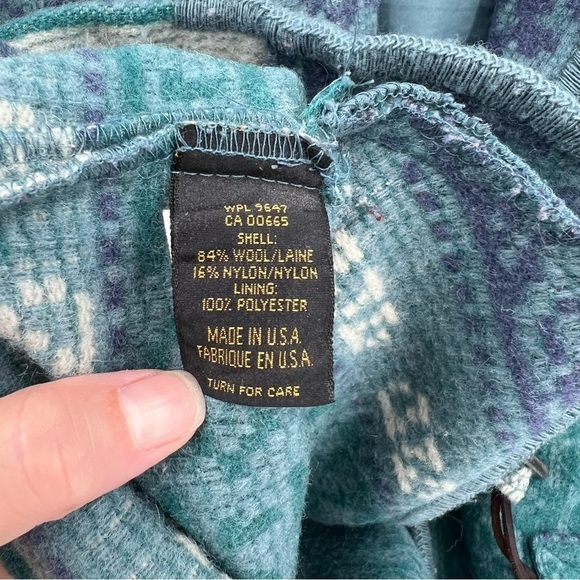 WPL 9647
CA 00665
SHELL:
84% WOOL/LAINE
16% NYLON/NYLON
LINING:
100% POLYESTER
MADE IN U.S.A.
FABRIQUE EN U.S.A.
TURN FOR CARE